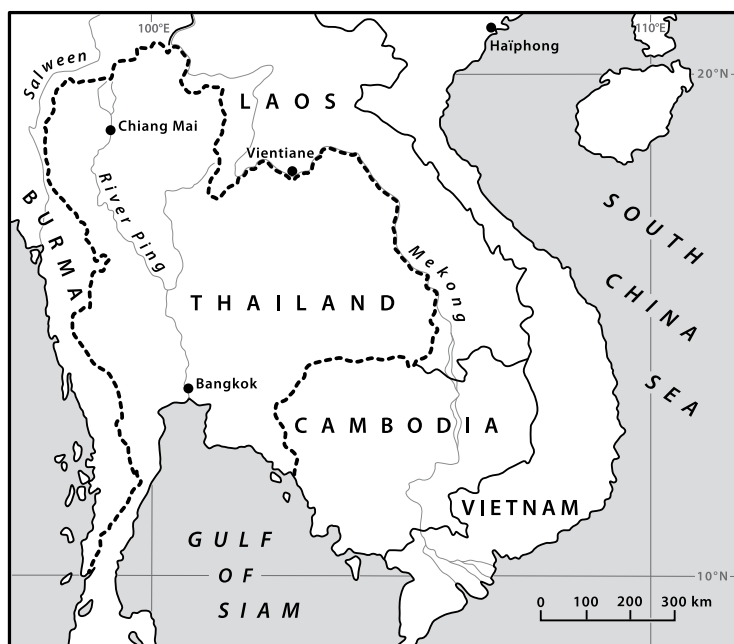 100°E
110°E
Haïphong
20°N
Salween
LAOS
Chiang Mai
Vientiane
River Ping
BURMA
SOUTH
CHINA
SEA
Mekong
THAILAND
Bangkok
CAMBODIA
VIETNAM
GULF
OF
SIAM
10°N
0 100 200 300 km